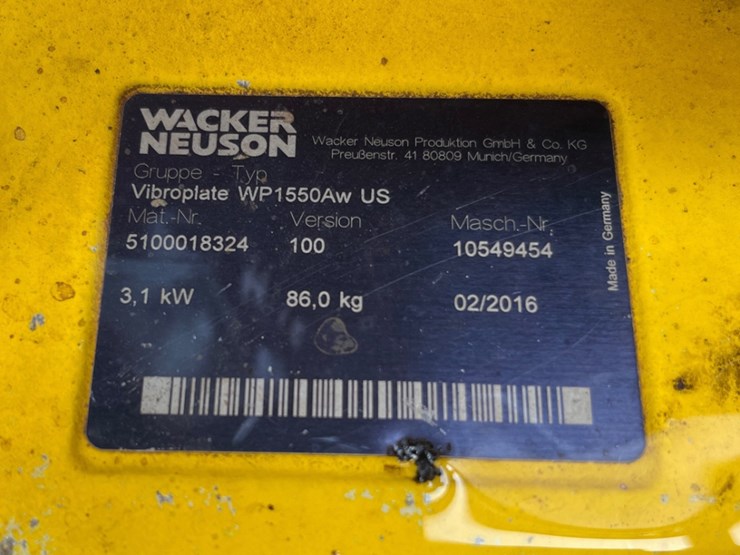 WACKER
NEUSON
Wacker Neuson Produktion GmbH & Co. KG
Preußenstr. 41 80809 Munich/Germany
Gruppe - Typ
Vibroplate WP1550Aw US
Mat.-Nr. Version Masch.-Nr.
5100018324 100 10549454
3,1 kW 86,0 kg 02/2016
Made in Germany